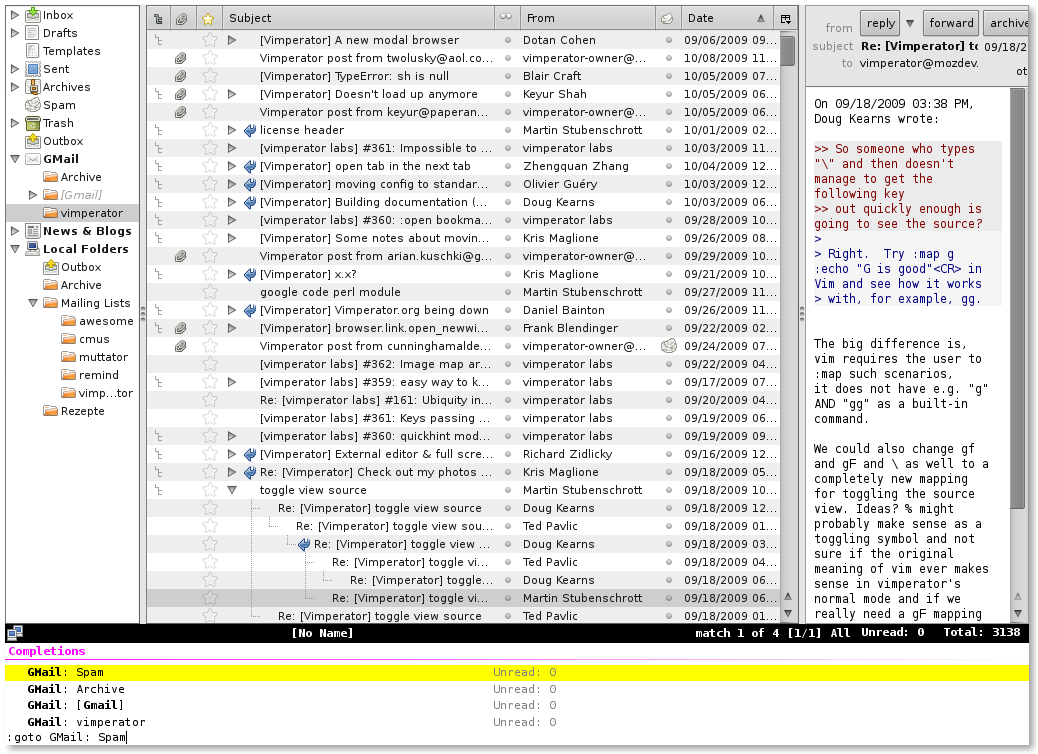 Inbox
Drafts
Templates
Sent
Archives
Spam
Trash
Outbox
GMail
Archive
[Gmail]
vimperator
News & Blogs
Local Folders
Outbox
Archive
Mailing Lists
awesome
cmus
muttator
remind
vimp...tor
Rezepte
Subject From Date
[Vimperator] A new modal browser Dotan Cohen 09/06/2009 09...
Vimperator post from twolusky@aol.co... vimperator-owner@... 10/08/2009 11...
[Vimperator] TypeError: sh is null Blair Craft 10/05/2009 07...
[Vimperator] Doesn't load up anymore Keyur Shah 10/05/2009 06...
Vimperator post from keyur@paperan... vimperator-owner@... 10/05/2009 06...
license header Martin Stubenschrott 10/01/2009 02...
[vimperator labs] #361: Impossible to ... vimperator labs 10/03/2009 11...
[Vimperator] open tab in the next tab Zhengquan Zhang 10/04/2009 12...
[Vimperator] moving config to standar... Olivier Guéry 10/03/2009 12...
[Vimperator] Building documentation (... Doug Kearns 10/03/2009 06...
[vimperator labs] #360: :open bookma... vimperator labs 09/28/2009 10...
[Vimperator] Some notes about movin... Kris Maglione 09/26/2009 08...
Vimperator post from arian.kuschki@g... vimperator-owner@... 09/29/2009 10...
[Vimperator] x.x? Kris Maglione 09/21/2009 10...
google code perl module Martin Stubenschrott 09/27/2009 11...
[Vimperator] Vimperator.org being down Daniel Bainton 09/26/2009 11...
[Vimperator] browser.link.open_newwi... Frank Blendinger 09/22/2009 02...
Vimperator post from cunninghamalde... vimperator-owner@... 09/24/2009 07...
[vimperator labs] #362: Image map ar... vimperator labs 09/22/2009 04...
[vimperator labs] #359: easy way to k... vimperator labs 09/17/2009 07...
Re: [vimperator labs] #161: Ubiquity in... vimperator labs 09/20/2009 04...
[vimperator labs] #361: Keys passing ... vimperator labs 09/19/2009 06...
[vimperator labs] #360: quickhint mod... vimperator labs 09/19/2009 09...
[Vimperator] External editor & full scre... Richard Zidlicky 09/16/2009 12...
Re: [Vimperator] Check out my photos ... Kris Maglione 09/18/2009 05...
toggle view source Martin Stubenschrott 09/18/2009 10...
Re: [Vimperator] toggle view source Doug Kearns 09/18/2009 12...
Re: [Vimperator] toggle view sou... Ted Pavlic 09/18/2009 01...
Re: [Vimperator] toggle view ... Doug Kearns 09/18/2009 03...
Re: [Vimperator] toggle vi... Ted Pavlic 09/18/2009 04...
Re: [Vimperator] toggle... Doug Kearns 09/18/2009 06...
Re: [Vimperator] toggle vi... Martin Stubenschrott 09/18/2009 06...
Re: [Vimperator] toggle view source Ted Pavlic 09/18/2009 01...
from reply forward archive
subject Re: [Vimperator] to 09/18/2
to vimperator@mozdev.
ot
On 09/18/2009 03:38 PM,
Doug Kearns wrote:
>> So someone who types
"\" and then doesn't
manage to get the
following key
>> out quickly enough is
going to see the source?
>
> Right. Try :map g
:echo "G is good"<CR> in
Vim and see how it works
> with, for example, gg.
The big difference is,
vim requires the user to
:map such scenarios,
it does not have e.g. "g"
AND "gg" as a built-in
command.
We could also change gf
and gF and \ as well to a
completely new mapping
for toggling the source
view. Ideas? % might
probably make sense as a
toggling symbol and not
sure if the original
meaning of vim ever makes
sense in vimperator's
normal mode and if we
really need a gF mapping
[No Name] match 1 of 4 [1/1] All Unread: 0 Total: 3138
Completions
GMail: Spam Unread: 0
GMail: Archive Unread: 0
GMail: [Gmail] Unread: 0
GMail: vimperator Unread: 0
:goto GMail: Spam